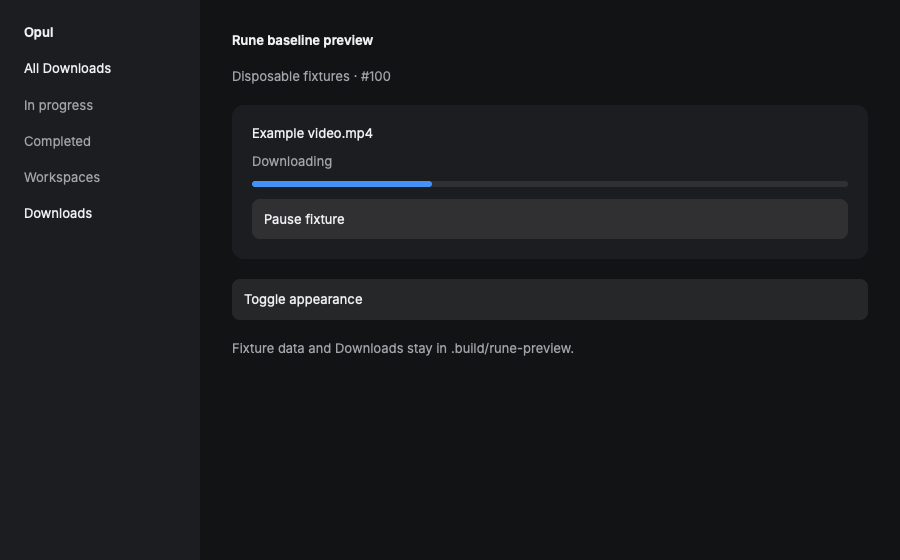 Opul
All Downloads
In progress
Completed
Workspaces
Downloads
Rune baseline preview
Disposable fixtures · #100
Example video.mp4
Downloading
Pause fixture
Toggle appearance
Fixture data and Downloads stay in .build/rune-preview.